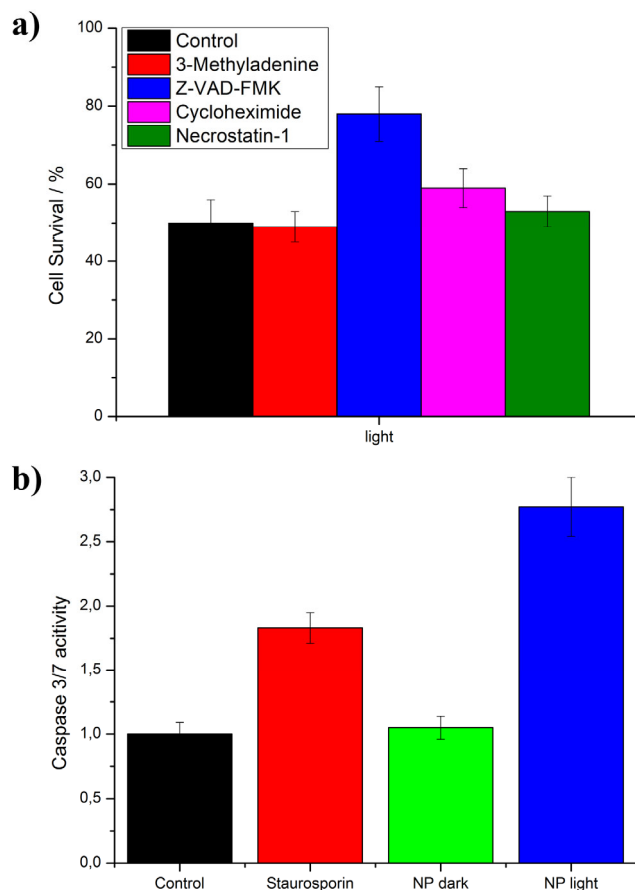 a)
100
80
60
40
20
0
Cell Survival / %
Control
3-Methyladenine
Z-VAD-FMK
Cycloheximide
Necrostatin-1
light
b)
3,0
2,5
2,0
1,5
1,0
0,5
0,0
Caspase 3/7 acitivity
Control Staurosporin NP dark NP light